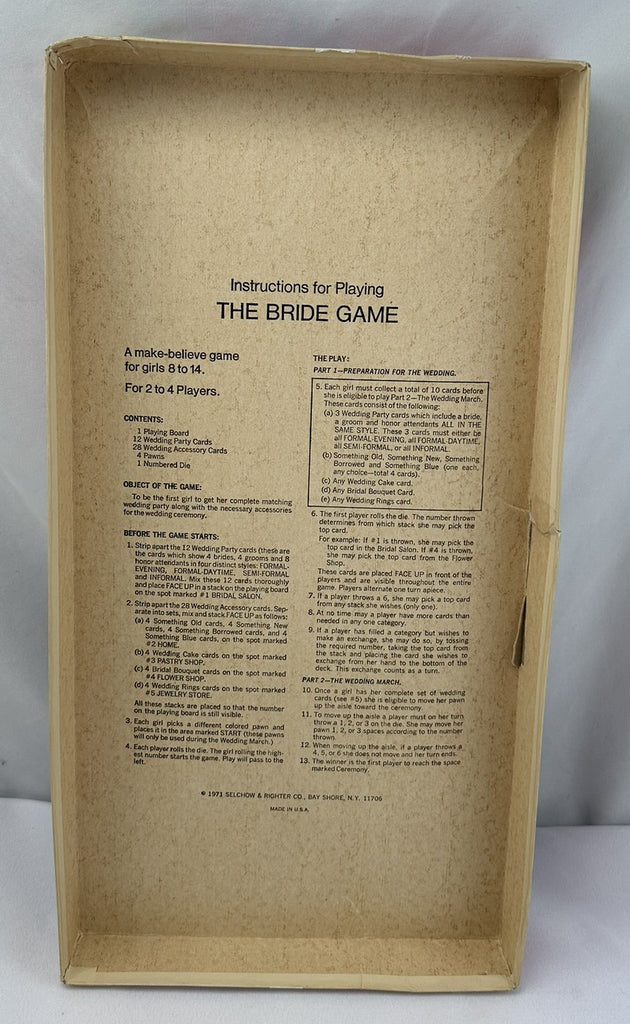 Instructions for Playing
THE BRIDE GAME
A make-believe game
for girls 8 to 14.
For 2 to 4 Players.
CONTENTS:
1 Playing Board
12 Wedding Party Cards
28 Wedding Accessory Cards
4 Pawns
1 Numbered Die
OBJECT OF THE GAME:
To be the first girl to get her complete matching
wedding party along with the necessary accessories
for the wedding ceremony.
BEFORE THE GAME STARTS:
1. Strip apart the 12 Wedding Party cards (these are
the cards which show 4 brides, 4 grooms and 8
honor attendants in four distinct styles: FORMAL-
EVENING, FORMAL-DAYTIME, SEMI-FORMAL
and INFORMAL. Mix these 12 cards thoroughly
and place FACE UP in a stack on the playing board
on the spot marked #1 BRIDAL SALON.
2. Strip apart the 28 Wedding Accessory cards. Sep-
arate into sets, mix and stack FACE UP as follows:
(a) 4 Something Old cards, 4 Something New
cards, 4 Something Borrowed cards, and 4
Something Blue cards, on the spot marked
#2 HOME.
(b) 4 Wedding Cake cards on the spot marked
#3 PASTRY SHOP.
(c) 4 Bridal Bouquet cards on the spot marked
#4 FLOWER SHOP.
(d) 4 Wedding Rings cards on the spot marked
#5 JEWELRY STORE.
All these stacks are placed so that the number
on the playing board is still visible.
3. Each girl picks a different colored pawn and
places it in the area marked START (these pawns
will only be used during the Wedding March.)
4. Each player rolls the die. The girl rolling the high-
est number starts the game. Play will pass to the
left.
THE PLAY:
PART 1—PREPARATION FOR THE WEDDING.
5. Each girl must collect a total of 10 cards before
she is eligible to play Part 2—The Wedding March.
These cards consist of the following:
(a) 3 Wedding Party cards which include a bride,
a groom and honor attendants ALL IN THE
SAME STYLE. These 3 cards must either be
all FORMAL-EVENING, all FORMAL-DAYTIME,
all SEMI-FORMAL, or all INFORMAL.
(b) Something Old, Something New, Something
Borrowed and Something Blue (one each,
any choice—total 4 cards).
(c) Any Wedding Cake card.
(d) Any Bridal Bouquet Card.
(e) Any Wedding Rings card.
6. The first player rolls the die. The number thrown
determines from which stack she may pick the
top card.
For example: If #1 is thrown, she may pick the
top card in the Bridal Salon. If #4 is thrown,
she may pick the top card from the Flower
Shop.
These cards are placed FACE UP in front of the
players and are visible throughout the entire
game. Players alternate one turn apiece.
7. If a player throws a 6, she may pick a top card
from any stack she wishes (only one).
8. At no time may a player have more cards than
needed in any one category.
9. If a player has filled a category but wishes to
make an exchange, she may do so, by tossing
the required number, taking the top card from
the stack and placing the card she wishes to
exchange from her hand to the bottom of the
deck. This exchange counts as a turn.
PART 2—THE WEDDING MARCH.
10. Once a girl has her complete set of wedding
cards (see #5) she is eligible to move her pawn
up the aisle toward the ceremony.
11. To move up the aisle a player must on her turn
throw a 1, 2, or 3 on the die. She may move her
pawn 1, 2, or 3 spaces according to the number
thrown.
12. When moving up the aisle, if a player throws a
4, 5, or 6 she does not move and her turn ends.
13. The winner is the first player to reach the space
marked Ceremony.
© 1971 SELCHOW & RIGHTER CO., BAY SHORE, N.Y. 11706
MADE IN U.S.A.